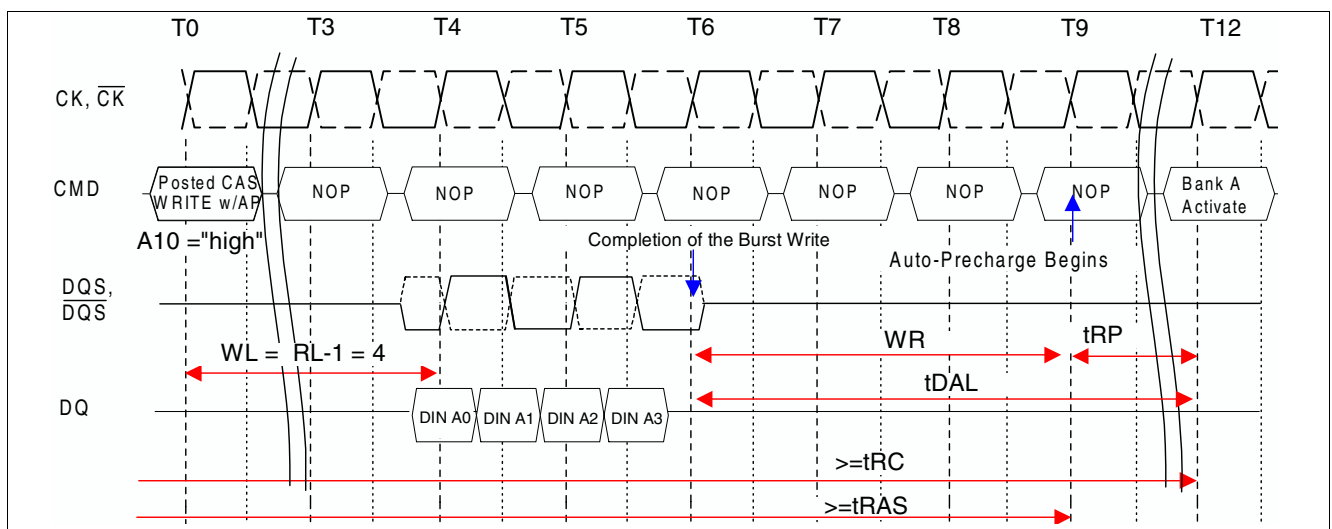 T0 T3 T4 T5 T6 T7 T8 T9 T12
CK, CK
CMD
Posted CAS
WRITE w/AP
NOP NOP NOP NOP NOP NOP NOP
Bank A
Activate
A10 ="high"
Completion of the Burst Write
Auto-Precharge Begins
DQS,
DQS
WL = RL-1 = 4
WR
tRP
tDAL
DQ
DIN A0 DIN A1 DIN A2 DIN A3
>=tRC
>=tRAS